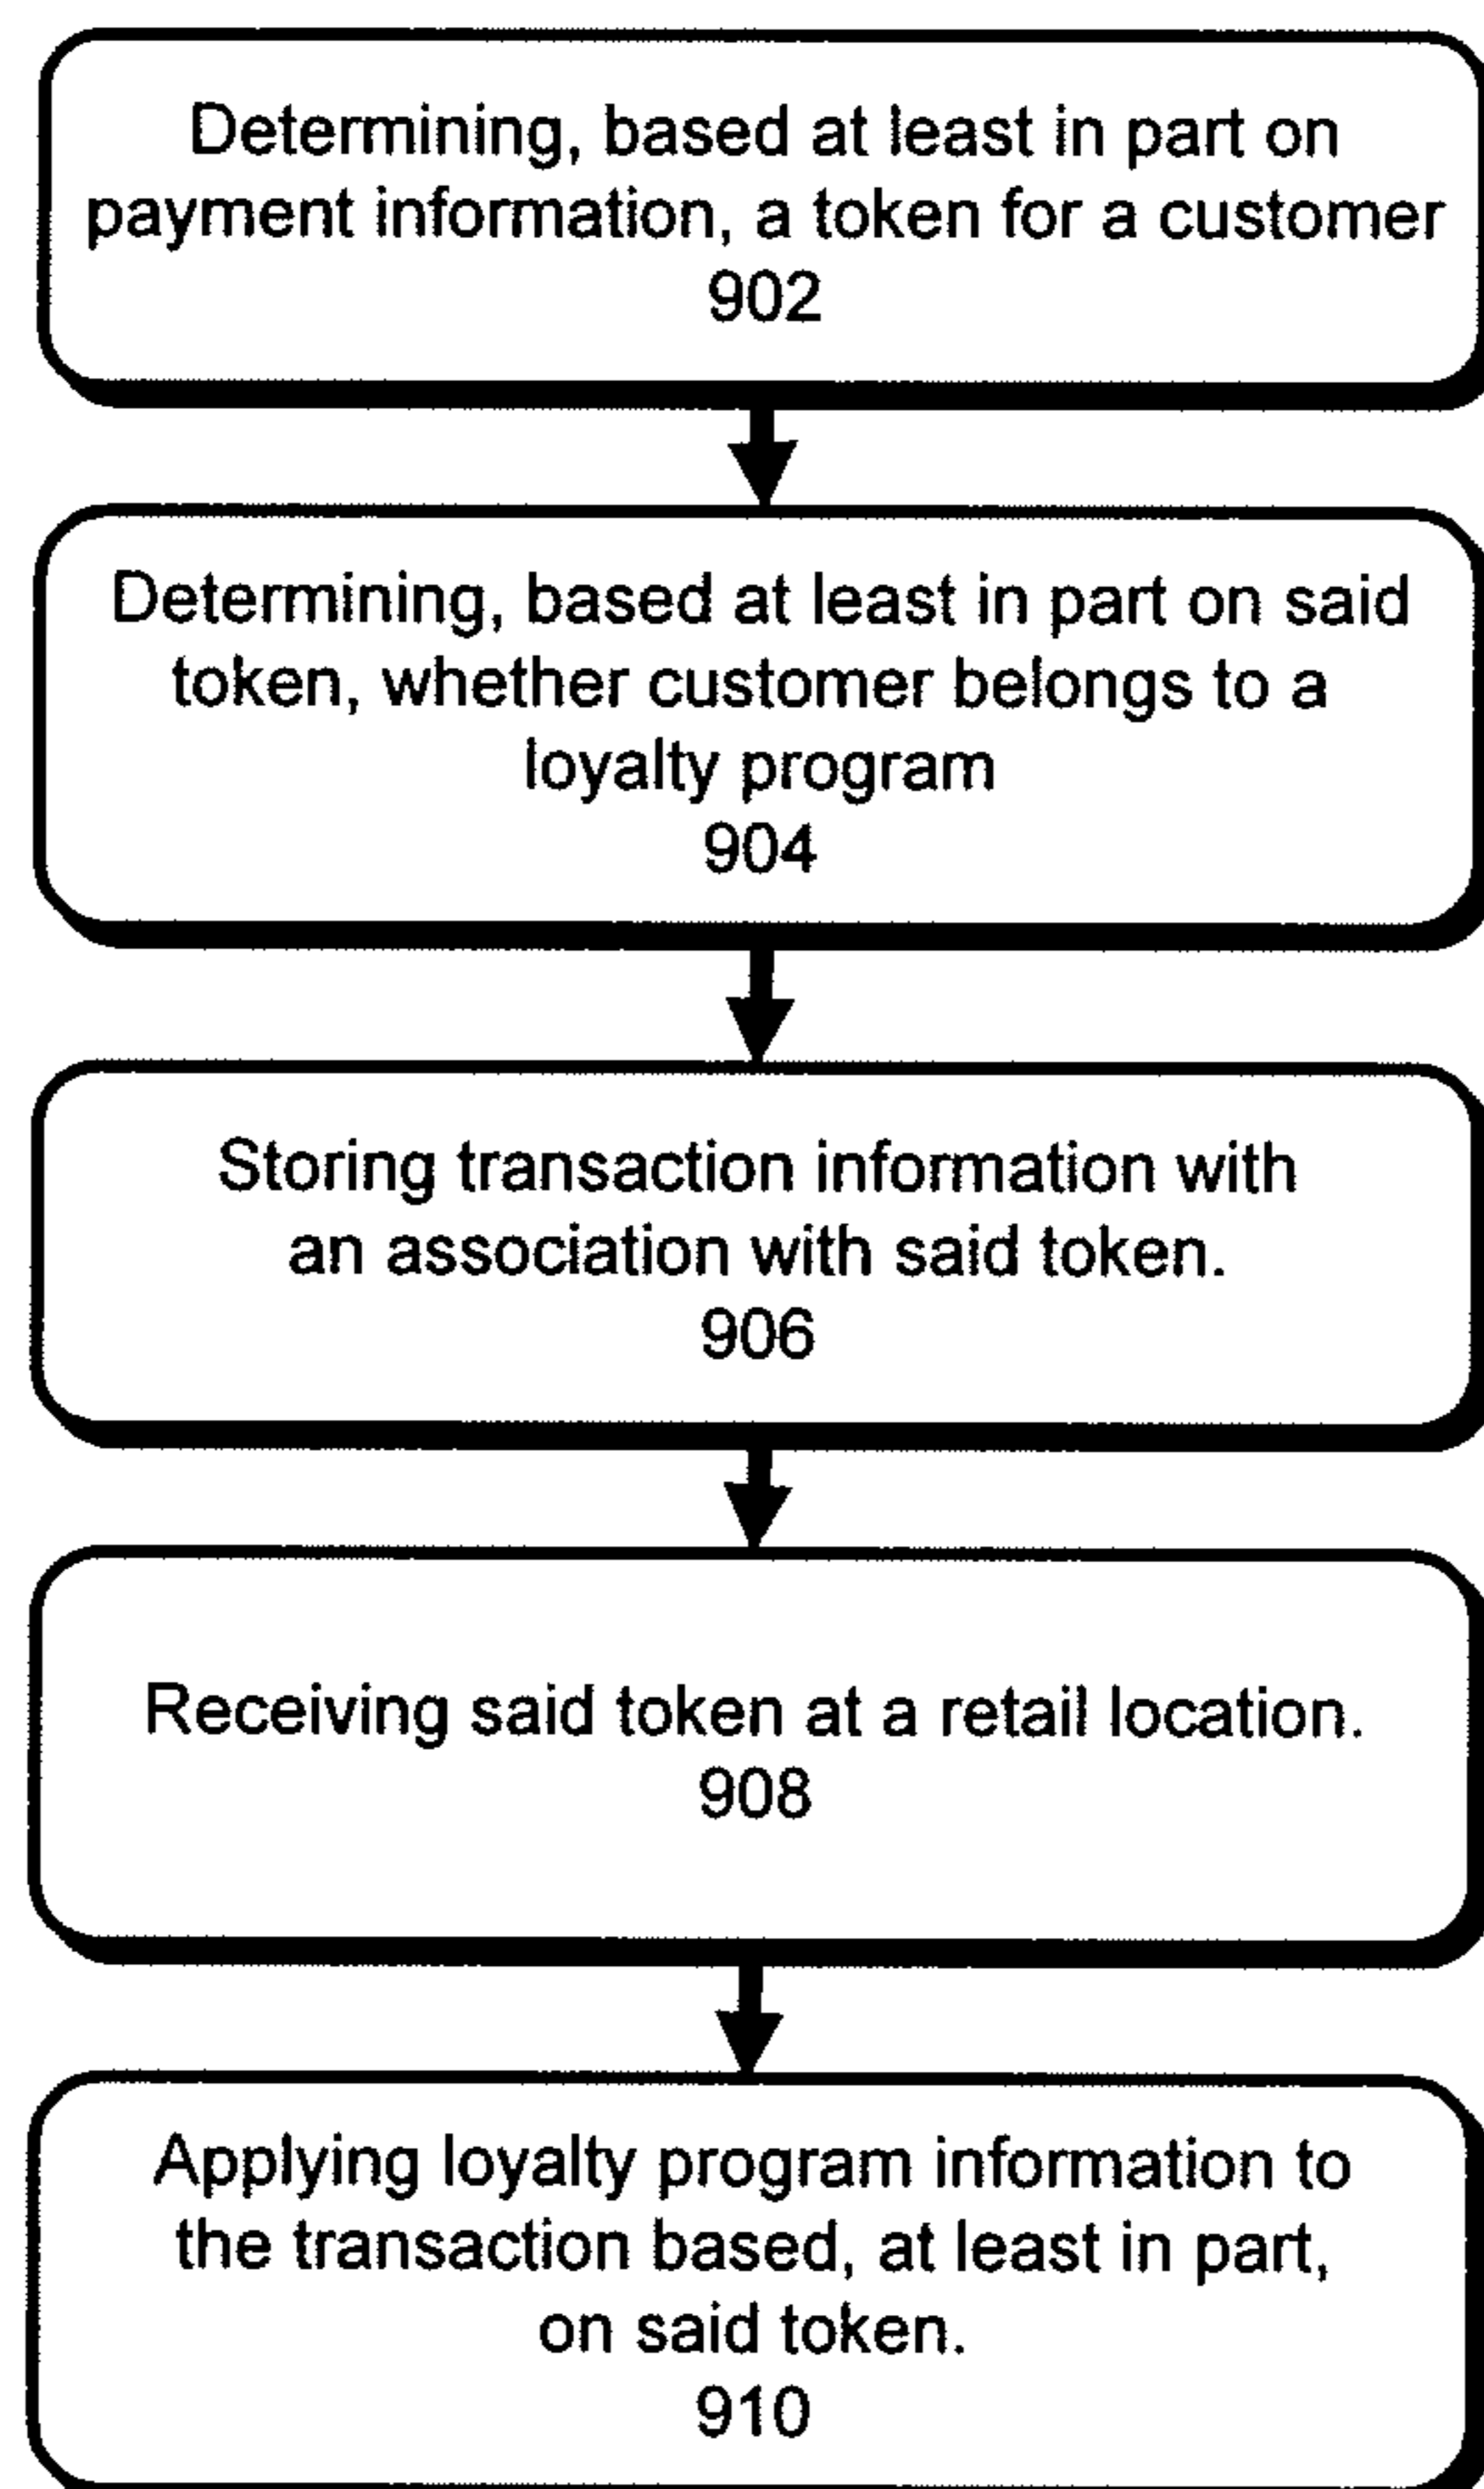 Determining, based at least in part on
payment information, a token for a customer
902
Determining, based at least in part on said
token, whether customer belongs to a
loyalty program
904
Storing transaction information with
an association with said token.
906
Receiving said token at a retail location.
908
Applying loyalty program information to
the transaction based, at least in part,
on said token.
910